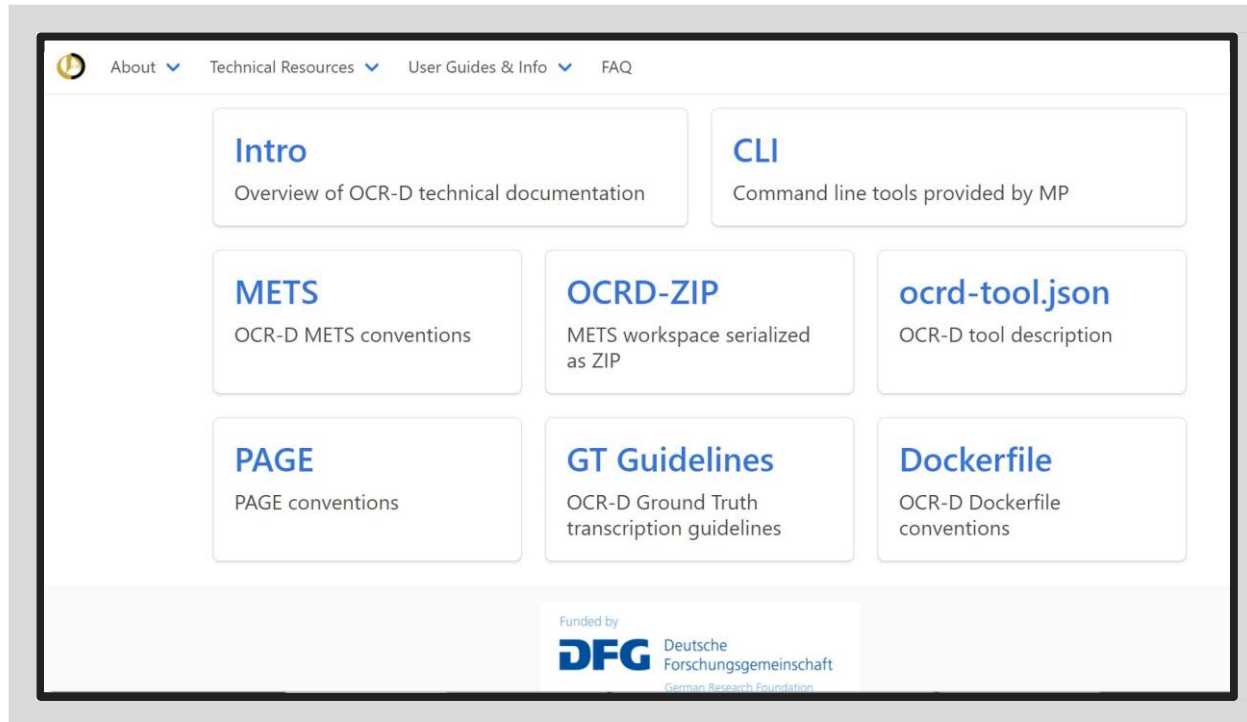 About Technical Resources User Guides & Info FAQ
Intro
Overview of OCR-D technical documentation
CLI
Command line tools provided by MP
METS
OCR-D METS conventions
OCRD-ZIP
METS workspace serialized
as ZIP
ocrd-tool.json
OCR-D tool description
PAGE
PAGE conventions
GT Guidelines
OCR-D Ground Truth
transcription guidelines
Dockerfile
OCR-D Dockerfile
conventions
Funded by
DFG
Deutsche
Forschungsgemeinschaft
German Research Foundation